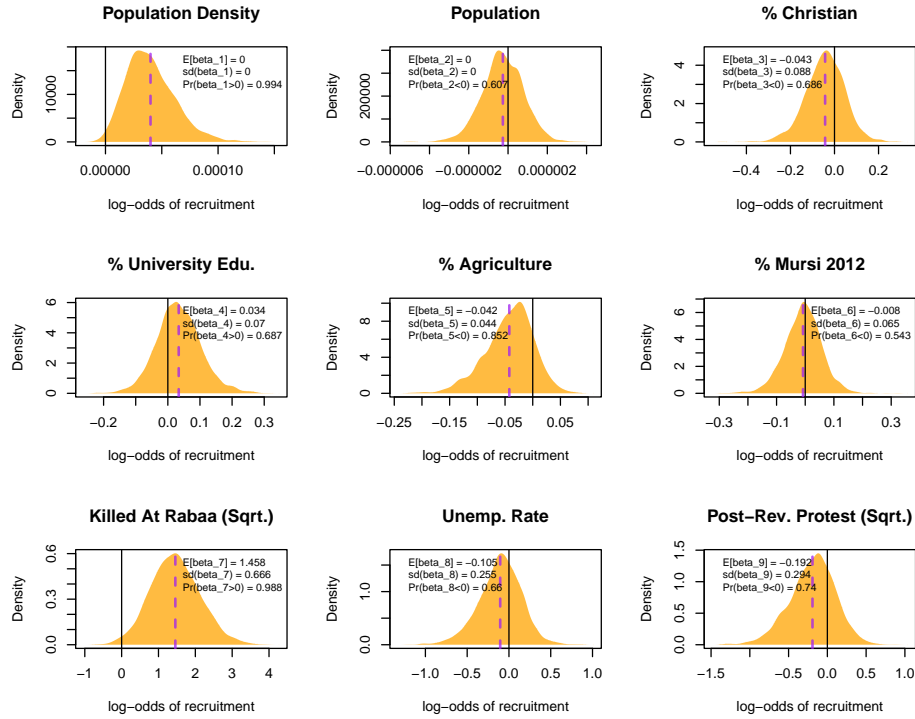 Population Density
Population
% Christian
Density
0
10000
E[beta_1] = 0
sd(beta_1) = 0
Pr(beta_1>0) = 0.994
0.00000
0.00010
log−odds of recruitment
Density
0
200000
E[beta_2] = 0
sd(beta_2) = 0
Pr(beta_2<0) = 0.607
−0.000006
−0.000002
0.000002
log−odds of recruitment
Density
0
2
4
E[beta_3] = −0.043
sd(beta_3) = 0.088
Pr(beta_3<0) = 0.686
−0.4
−0.2
0.0
0.2
log−odds of recruitment
% University Edu.
% Agriculture
% Mursi 2012
Density
0
2
4
6
E[beta_4] = 0.034
sd(beta_4) = 0.07
Pr(beta_4>0) = 0.687
−0.2
0.0
0.1
0.2
0.3
log−odds of recruitment
Density
0
4
8
E[beta_5] = −0.042
sd(beta_5) = 0.044
Pr(beta_5<0) = 0.852
−0.25
−0.15
−0.05
0.05
log−odds of recruitment
Density
0
1
2
3
4
5
6
7
E[beta_6] = −0.008
sd(beta_6) = 0.065
Pr(beta_6<0) = 0.543
−0.3
−0.1
0.1
0.3
log−odds of recruitment
Killed At Rabaa (Sqrt.)
Unemp. Rate
Post−Rev. Protest (Sqrt.)
Density
0.0
0.3
0.6
E[beta_7] = 1.458
sd(beta_7) = 0.666
Pr(beta_7>0) = 0.988
−1
0
1
2
3
4
log−odds of recruitment
Density
0.0
1.0
E[beta_8] = −0.105
sd(beta_8) = 0.255
Pr(beta_8<0) = 0.66
−1.0
−0.5
0.0
0.5
1.0
log−odds of recruitment
Density
0.0
0.5
1.0
1.5
E[beta_9] = −0.192
sd(beta_9) = 0.294
Pr(beta_9<0) = 0.74
−1.5
−0.5
0.0
0.5
1.0
log−odds of recruitment